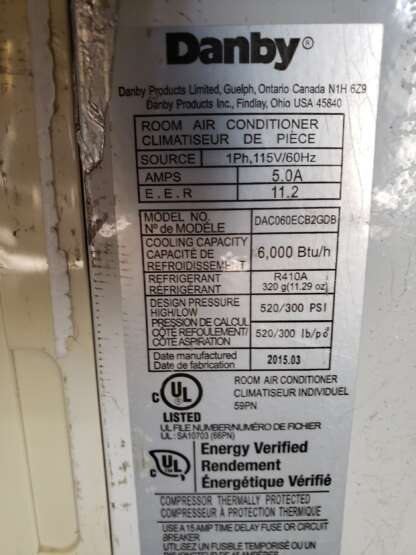 Danby®
Danby Products Limited, Guelph, Ontario Canada N1H 6Z9
Danby Products Inc., Findlay, Ohio USA 45840
ROOM AIR CONDITIONER
CLIMATISEUR DE PIÈCE
SOURCE 1Ph,115V/60Hz
AMPS 5.0A
E.E.R 11.2
MODEL NO.
Nº de MODÈLE DAC060ECB2GDB
COOLING CAPACITY
CAPACITÉ DE
REFROIDISSEMENT 6,000 Btu/h
REFRIGERANT R410A
RÉFRIGÉRANT 320 g(11.29 oz)
DESIGN PRESSURE
HIGH/LOW 520/300 PSI
PRESSION DE CALCUL
CÔTÉ REFOULEMENT/
CÔTÉ ASPIRATION 520/300 lb/po²
Date manufactured
Date de fabrication 2015.03
C UL
LISTED
ROOM AIR CONDITIONER
CLIMATISEUR INDIVIDUEL
59PN
UL FILE NUMBER/NUMÉRO DE FICHIER
UL: SA10703 (66PN)
C UL
Energy Verified
Rendement
Énergétique Vérifié
COMPRESSOR THERMALLY PROTECTED
COMPRESSEUR À PROTECTION THERMIQUE
USE A 15 AMP TIME DELAY FUSE OR CIRCUIT
BREAKER
UTILISEZ UN FUSIBLE TEMPORISÉ OU UN